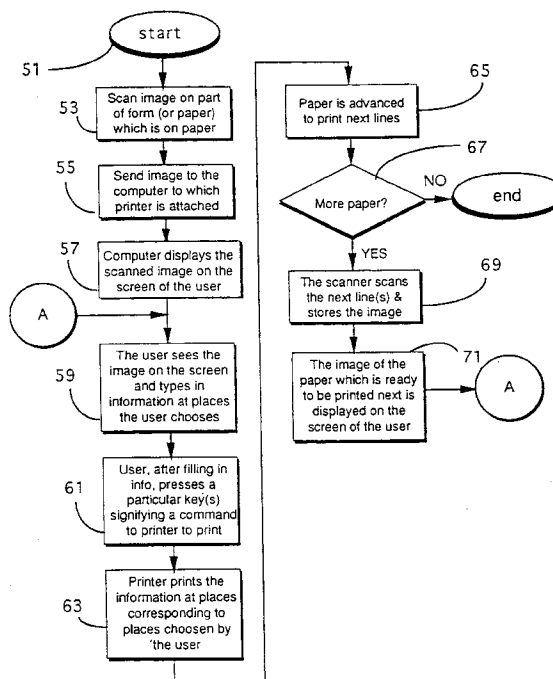 start
51
Scan image on part
of form (or paper)
which is on paper
53
Send image to the
computer to which
printer is attached
55
Computer displays the
scanned image on the
screen of the user
57
A
The user sees the
image on the screen
and types in
information at places
the user chooses
59
User, after filling in
info, presses a
particular key(s)
signifying a command
to printer to print
61
Printer prints the
information at places
corresponding to
places choosen by
'the user
63
65
Paper is advanced
to print next lines
67
More paper?
NO
end
YES
The scanner scans
the next line(s) &
stores the image
69
71
The image of the
paper which is ready
to be printed next is
displayed on the
screen of the user
A